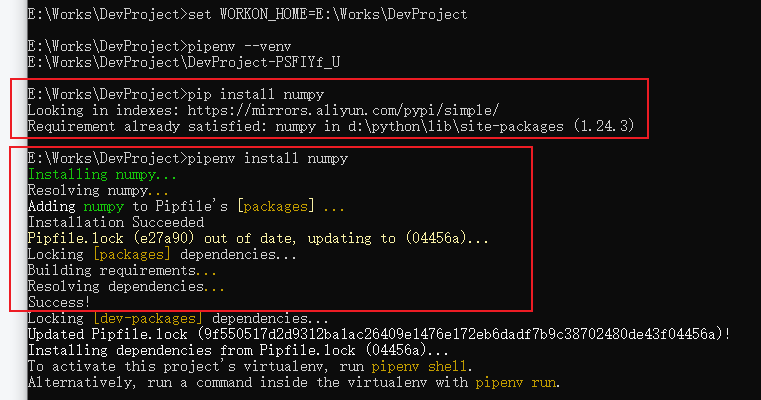 E:\Works\DevProject>set WORKON_HOME=E:\Works\DevProject
E:\Works\DevProject>pipenv --venv
E:\Works\DevProject\DevProject-PSFIYf_U
E:\Works\DevProject>pip install numpy
Looking in indexes: https://mirrors.aliyun.com/pypi/simple/
Requirement already satisfied: numpy in d:\python\lib\site-packages (1.24.3)
E:\Works\DevProject>pipenv install numpy
Installing numpy...
Resolving numpy...
Adding numpy to Pipfile's [packages] ...
Installation Succeeded
Pipfile.lock (e27a90) out of date, updating to (04456a)...
Locking [packages] dependencies...
Building requirements...
Resolving dependencies...
Success!
Locking [dev-packages] dependencies...
Updated Pipfile.lock (9f550517d2d9312ba1ac26409e1476e172eb6dadf7b9c38702480de43f04456a)!
Installing dependencies from Pipfile.lock (04456a)...
To activate this project's virtualenv, run pipenv shell.
Alternatively, run a command inside the virtualenv with pipenv run.